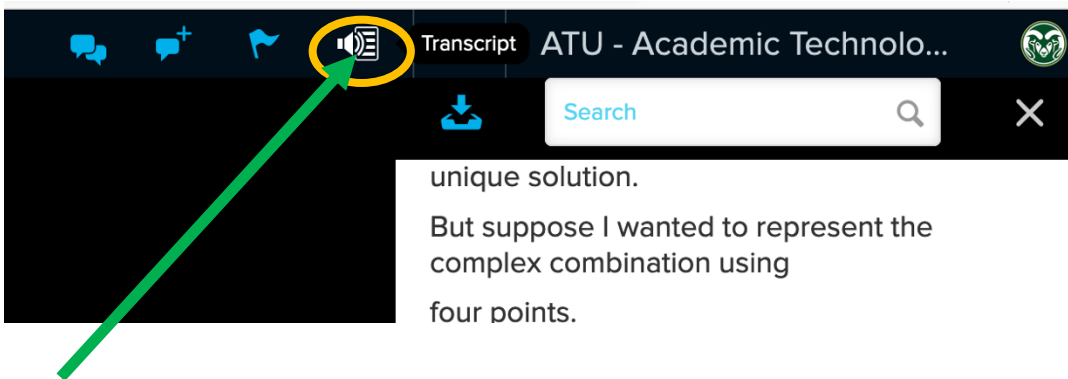 Transcript ATU - Academic Technolo...
Search
unique solution.
But suppose I wanted to represent the
complex combination using
four points.